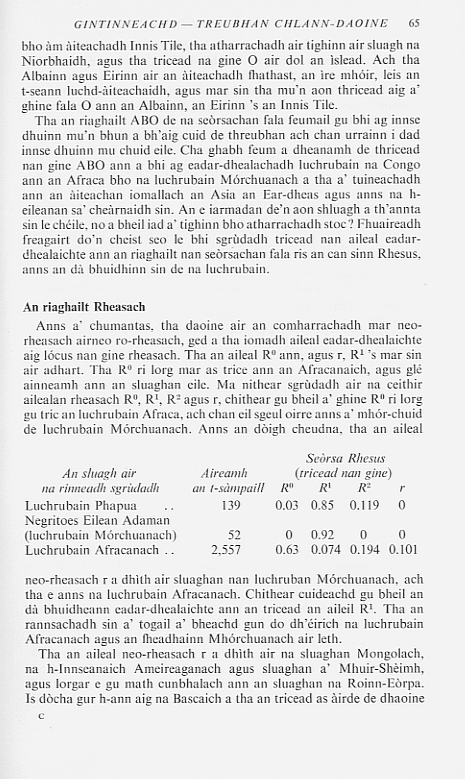 GINTINNEACHD — TREUBHAN CHLANN-DAOINE 65
bho àm àiteachadh Innis Tile, tha atharrachadh air tighinn air sluagh na
Niorbhaidh, agus tha tricead na gine O air dol an ìslead. Ach tha
Albainn agus Eirinn air an àiteachadh fhathast, an ìre mhóir, leis an
t-seann luchd-àiteachaidh, agus mar sin tha mu'n aon thricead aig a'
ghine fala O ann an Albainn, an Eirinn 's an Innis Tile.
Tha an riaghailt ABO de na seòrsachan fala feumail gu bhi ag innse
dhuinn mu'n bhun a bh'aig cuid de threubhan ach chan urrainn i dad
innse dhuinn mu chuid eile. Cha ghabh feum a dheanamh de thricead
nan gine ABO ann a bhi ag eadar-dhealachadh luchrubain na Congo
ann an Afraca bho na luchrubain Mórchuanach a tha a' tuineachadh
ann an àiteachan iomallach an Asia an Ear-dheas agus anns na h-
eileanan sa' cheàrnaidh sin. An e iarmadan de'n aon shluagh a th'annta
sin le chéile, no a bheil iad a' tighinn bho atharrachadh stoc? Fhuaireadh
freagairt do'n cheist seo le bhi sgrùdadh tricead nan aileal eadar-
dhealaichte ann an riaghailt nan seòrsachan fala ris an can sinn Rhesus,
anns an dà bhuidhinn sin de na luchrubain.
An riaghailt Rheasach
Anns a' chumantas, tha daoine air an comharrachadh mar neo-
rheasach airneo ro-rheasach, ged a tha iomadh aileal eadar-dhealaichte
aig lócus nan gine rheasach. Tha an aileal R⁰ ann, agus r, R¹ 's mar sin
air adhart. Tha R⁰ ri lorg mar as trice ann an Afracanaich, agus glé
ainneamh ann an sluaghan eile. Ma nithear sgrùdadh air na ceithir
ailealan rheasach R⁰, R¹, R² agus r, chithear gu bheil a' ghine R⁰ ri lorg
gu tric an luchrubain Afraca, ach chan eil sgeul oirre anns a' mhór-chuid
de luchrubain Mórchuanach. Anns an dòigh cheudna, tha an aileal
Seòrsa Rhesus
An sluagh air Aireamh (tricead nan gine)
na rinneadh sgrùdadh an t-sàmpaill R⁰ R¹ R² r
Luchrubain Phapua . . 139 0.03 0.85 0.119 0
Negritoes Eilean Adaman
(luchrubain Mórchuanach) 52 0 0.92 0 0
Luchrubain Afracanach . . 2,557 0.63 0.074 0.194 0.101
neo-rheasach r a dhìth air sluaghan nan luchruban Mórchuanach, ach
tha e anns na luchrubain Afracanach. Chithear cuideachd gu bheil an
dà bhuidheann eadar-dhealaichte ann an tricead an aileil R¹. Tha an
rannsachadh sin a' togail a' bheachd gun do dh'éirich na luchrubain
Afracanach agus an fheadhainn Mhórchuanach air leth.
Tha an aileal neo-rheasach r a dhìth air na sluaghan Mongolach,
na h-Innseanaich Ameireaganach agus sluaghan a' Mhuir-Shèimh,
agus lorgar e gu math cunbhalach ann an sluaghan na Roinn-Eòrpa.
Is dòcha gur h-ann aig na Bascaich a tha an tricead as àirde de dhaoine
C